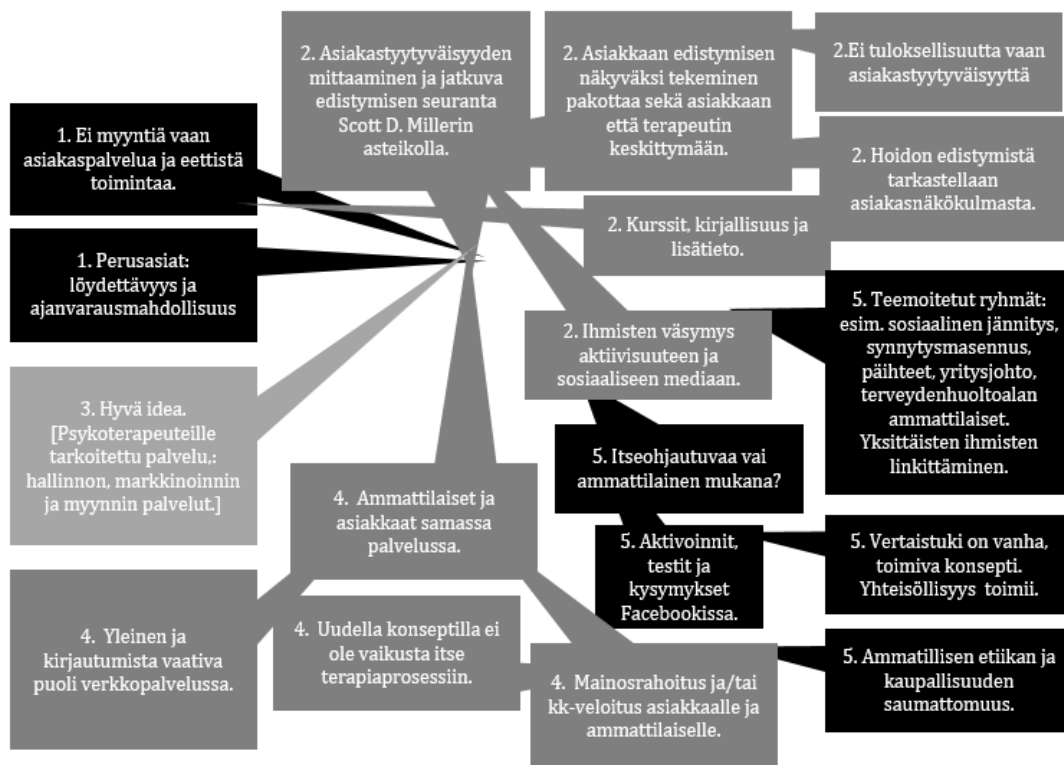 2. Asiakastyytyväisyyden
mittaaminen ja jatkuva
edistymisen seuranta
Scott D. Millerin
asteikolla.
2. Asiakkaan edistymisen
näkyväksi tekeminen
pakottaa sekä asiakkaan
että terapeutin
keskittymään.
2.Ei tuloksellisuutta vaan
asiakastyytyväisyyttä
1. Ei myyntiä vaan
asiakaspalvelua ja eettistä
toimintaa.
2. Hoidon edistymistä
tarkastellaan
asiakasnäkökulmasta.
2. Kurssit, kirjallisuus ja
lisätieto.
1. Perusasiat:
löydettävyys ja
ajanvarausmahdollisuus
5. Teemoitetut ryhmät:
esim. sosiaalinen jännitys,
synnytysmasennus,
päihteet, yritysjohto,
terveydenhuoltoalan
ammattilaiset.
Yksittäisten ihmisten
linkittäminen.
2. Ihmisten väsymys
aktiivisuuteen ja
sosiaaliseen mediaan.
3. Hyvä idea.
[Psykoterapeuteille
tarkoitettu palvelu,:
hallinnon, markkinoinnin
ja myynnin palvelut.]
5. Itseohjautuvaa vai
ammattilainen mukana?
4. Ammattilaiset ja
asiakkaat samassa
palvelussa.
5. Aktivoinnit,
testit ja
kysymykset
Facebookissa.
5. Vertaistuki on vanha,
toimiva konsepti.
Yhteisöllisyys toimii.
4. Yleinen ja
kirjautumista vaativa
puoli verkkopalvelussa.
4. Uudella konseptilla ei
ole vaikusta itse
terapiaprosessiin.
4. Mainosrahoitus ja/tai
kk-veloitus asiakkaalle ja
ammattilaiselle.
5. Ammatillisen etiikan ja
kaupallisuuden
saumattomuus.